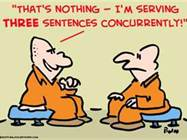 "THAT'S NOTHING – I'M SERVING
THREE SENTENCES CONCURRENTLY!"